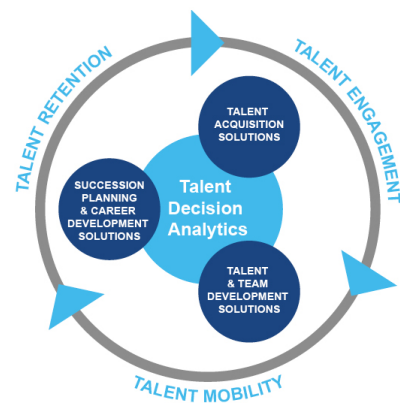 TALENT RETENTION
TALENT ENGAGEMENT
TALENT
ACQUISITION
SOLUTIONS
SUCCESSION
PLANNING
& CAREER
DEVELOPMENT
SOLUTIONS
Talent
Decision
Analytics
TALENT
& TEAM
DEVELOPMENT
SOLUTIONS
TALENT MOBILITY